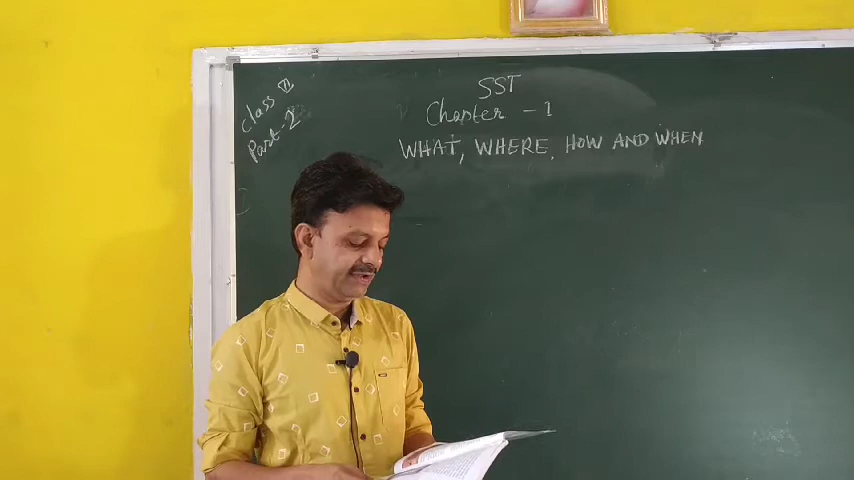 Class VI
Part-2
SST
Chapter - 1
WHAT, WHERE, HOW AND WHEN